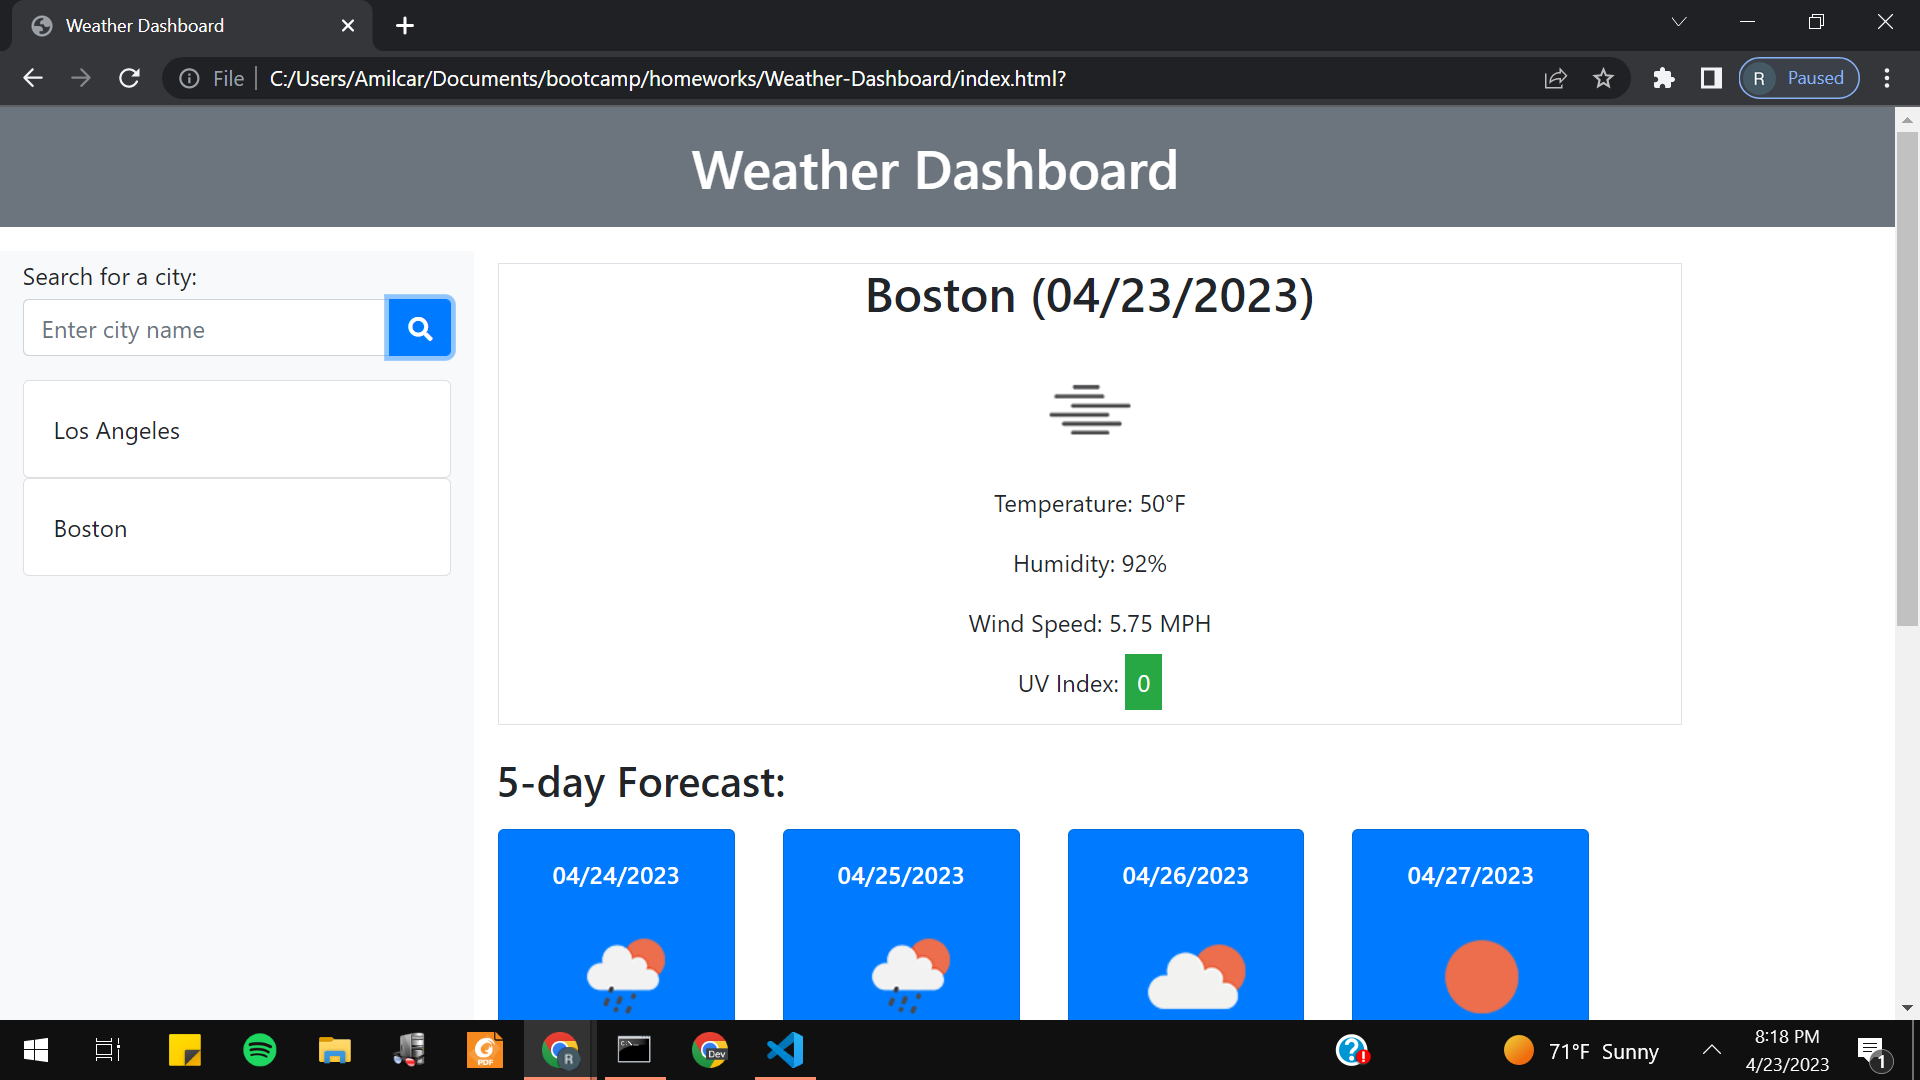 Weather Dashboard
File
C:/Users/Amilcar/Documents/bootcamp/homeworks/Weather-Dashboard/index.html?
R Paused
Weather Dashboard
Search for a city:
Enter city name
Los Angeles
Boston
Boston (04/23/2023)
Temperature: 50°F
Humidity: 92%
Wind Speed: 5.75 MPH
UV Index: 0
5-day Forecast:
04/24/2023
04/25/2023
04/26/2023
04/27/2023
PDF
R
C:\
Dev
71°F Sunny
8:18 PM
4/23/2023
1